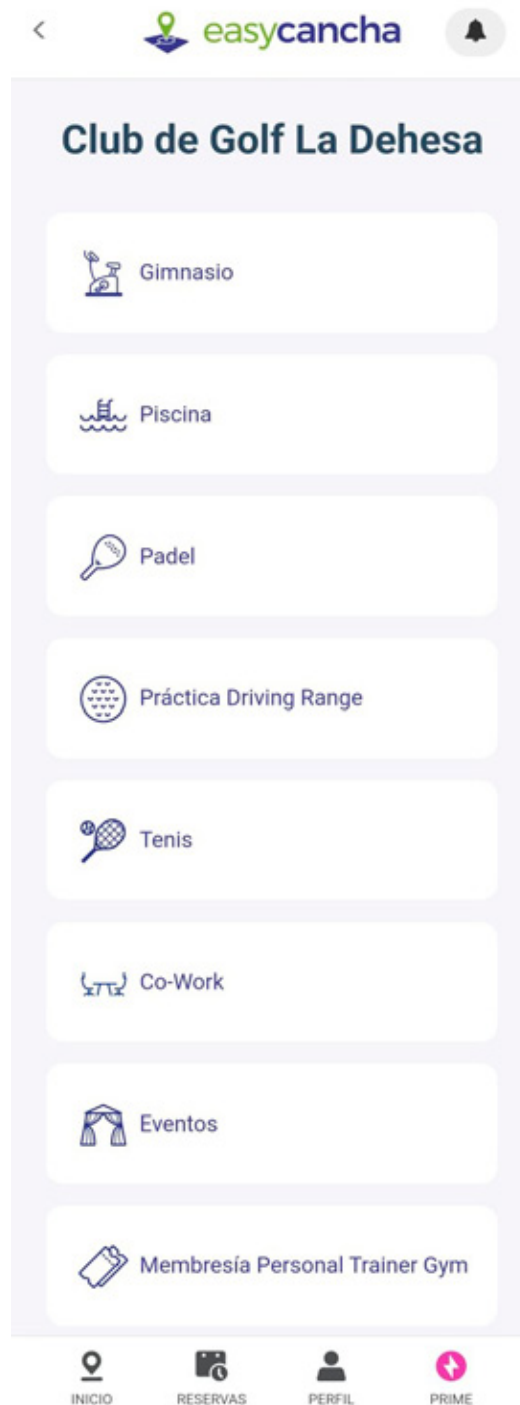 easycancha
Club de Golf La Dehesa
Gimnasio
Piscina
Padel
Práctica Driving Range
Tenis
Co-Work
Eventos
Membresía Personal Trainer Gym
INICIO RESERVAS PERFIL PRIME